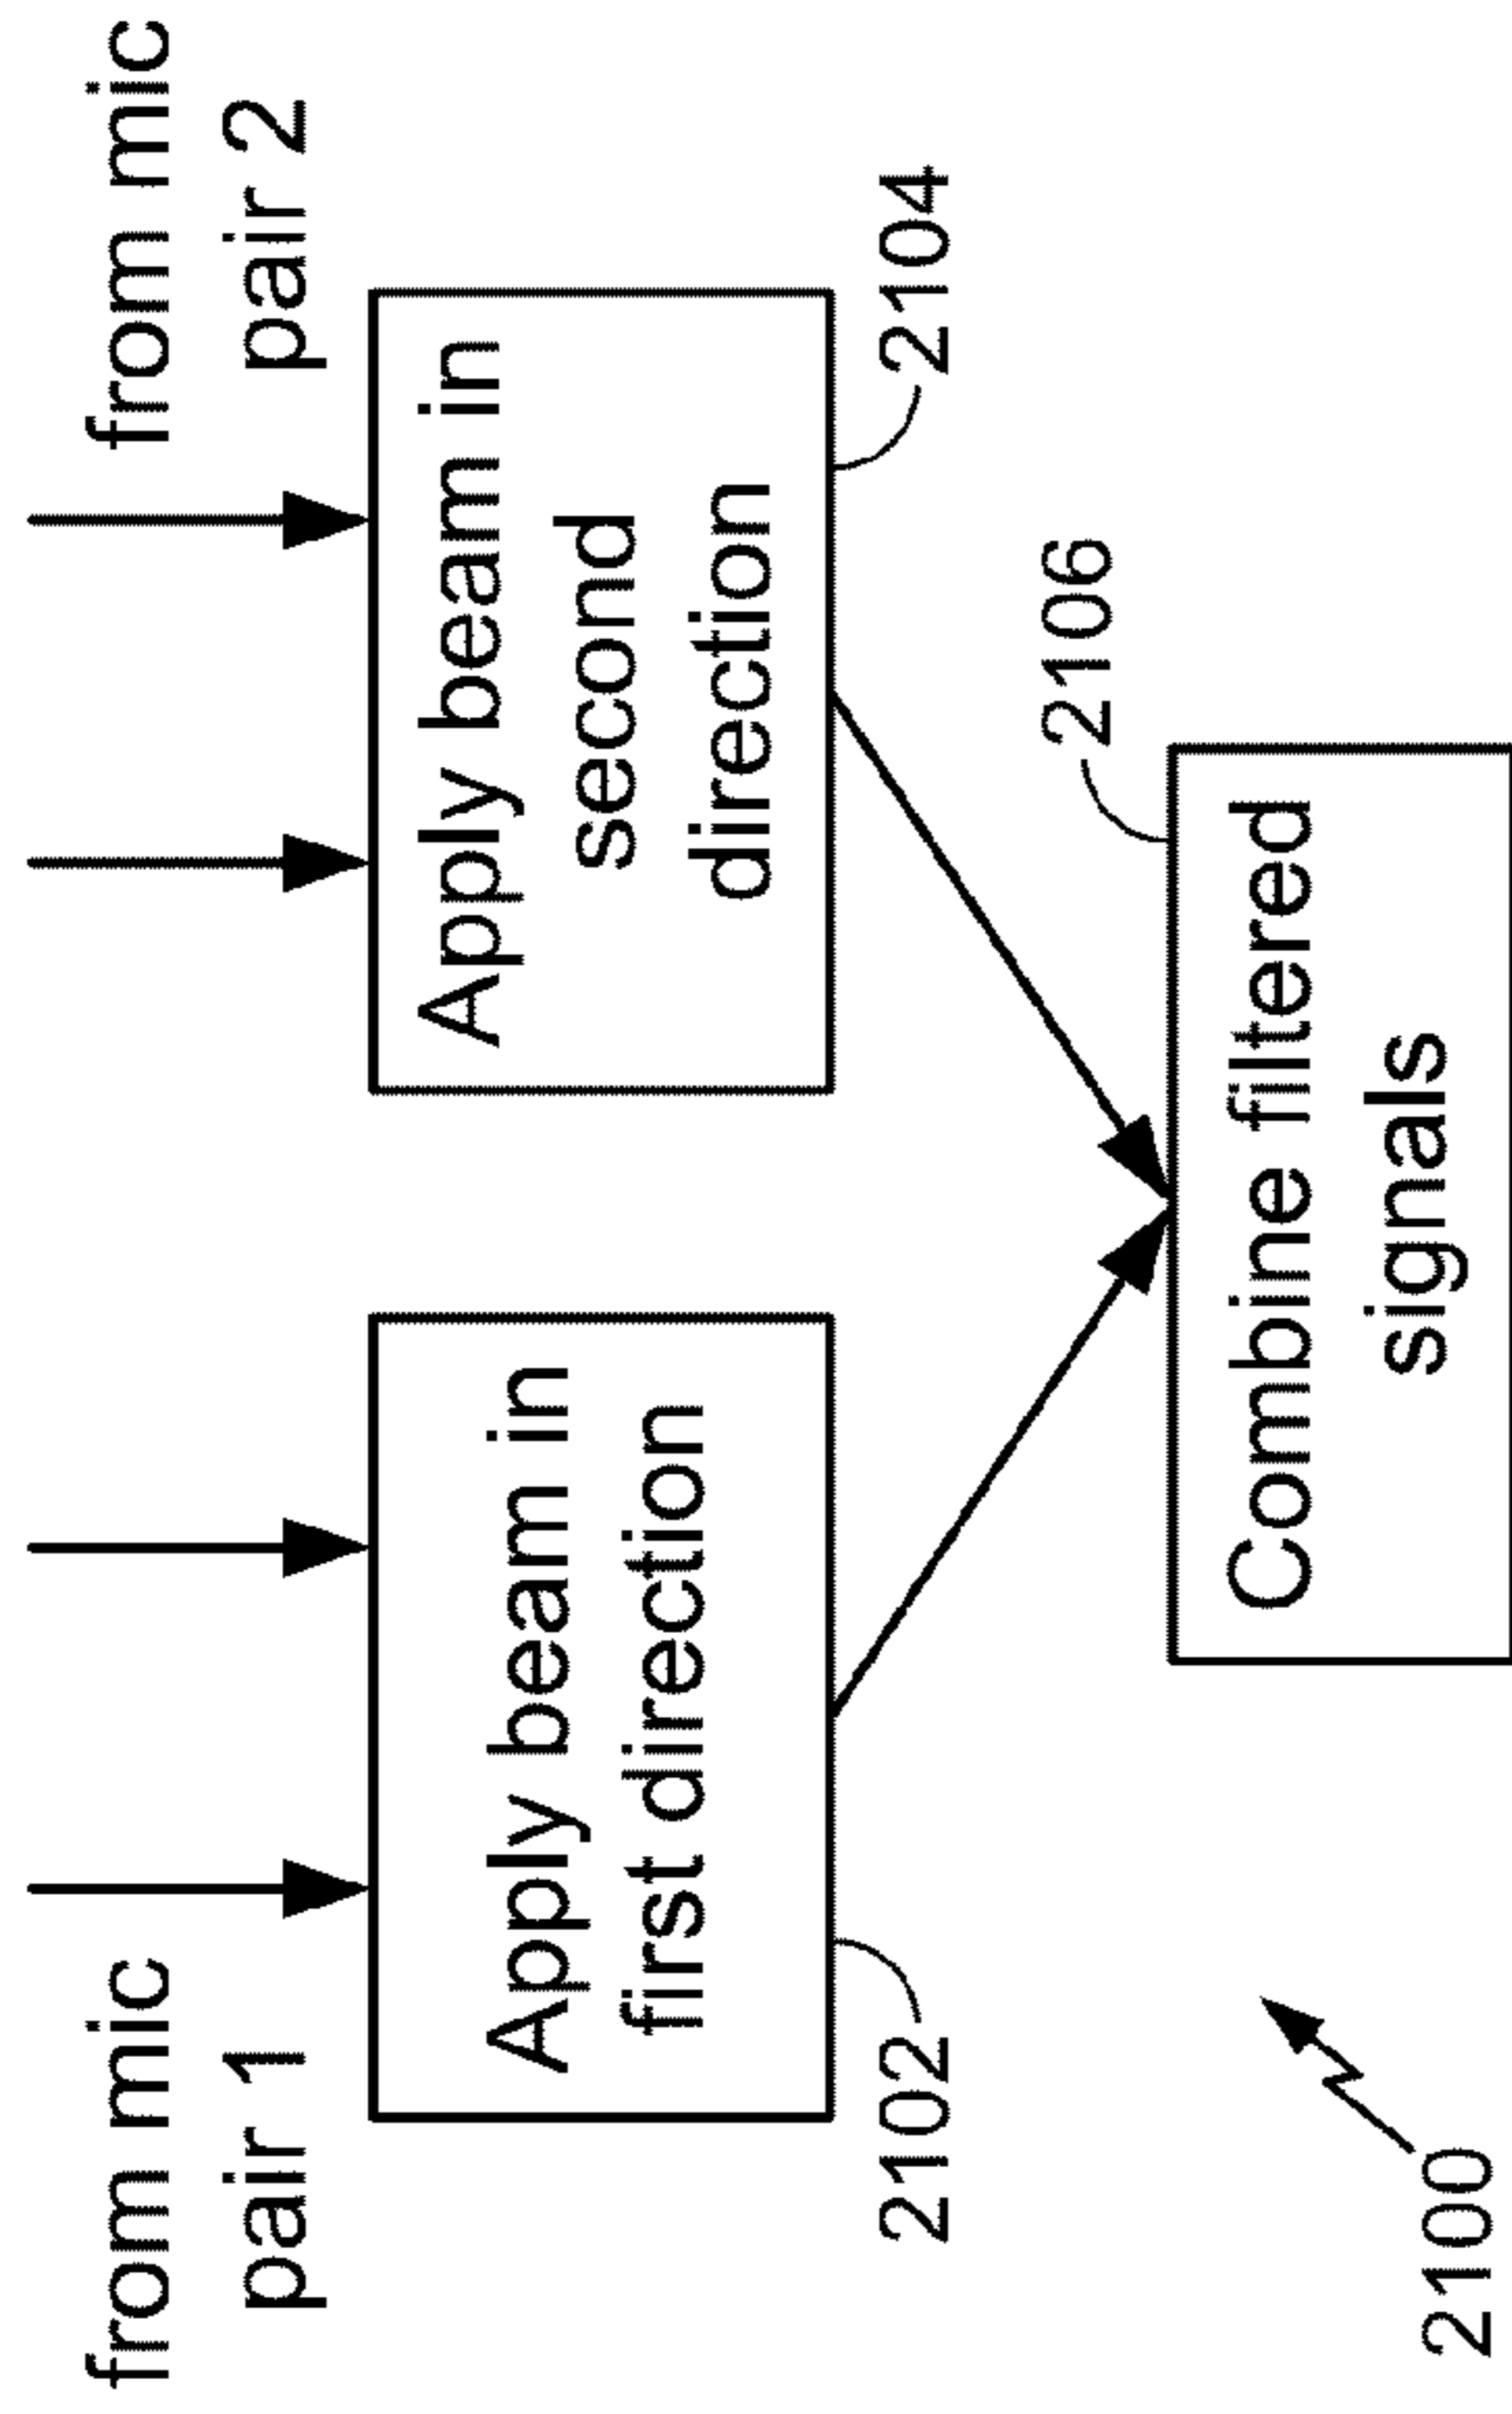 from mic
pair 1
from mic
pair 2
Apply beam in
first direction
Apply beam in
second
direction
2102
2104
2106
Combine filtered
signals
2100